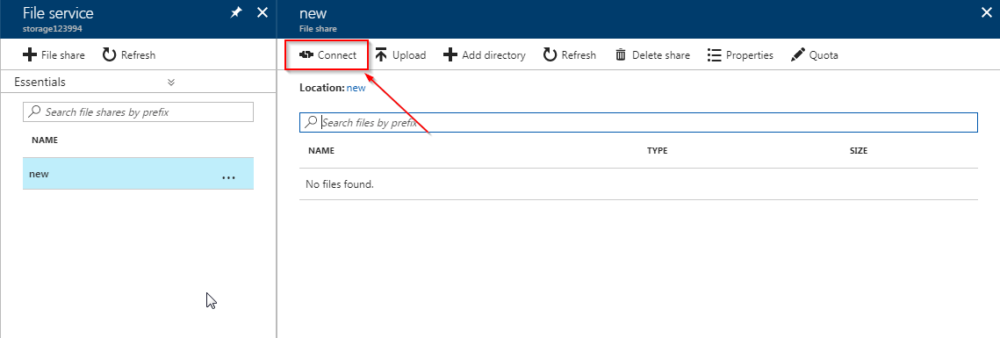 File service
storage123994
File share
Refresh
Essentials
Search file shares by prefix
NAME
new
...
new
File share
Connect
Upload
Add directory
Refresh
Delete share
Properties
Quota
Location: new
Search files by prefix
NAME TYPE SIZE
No files found.